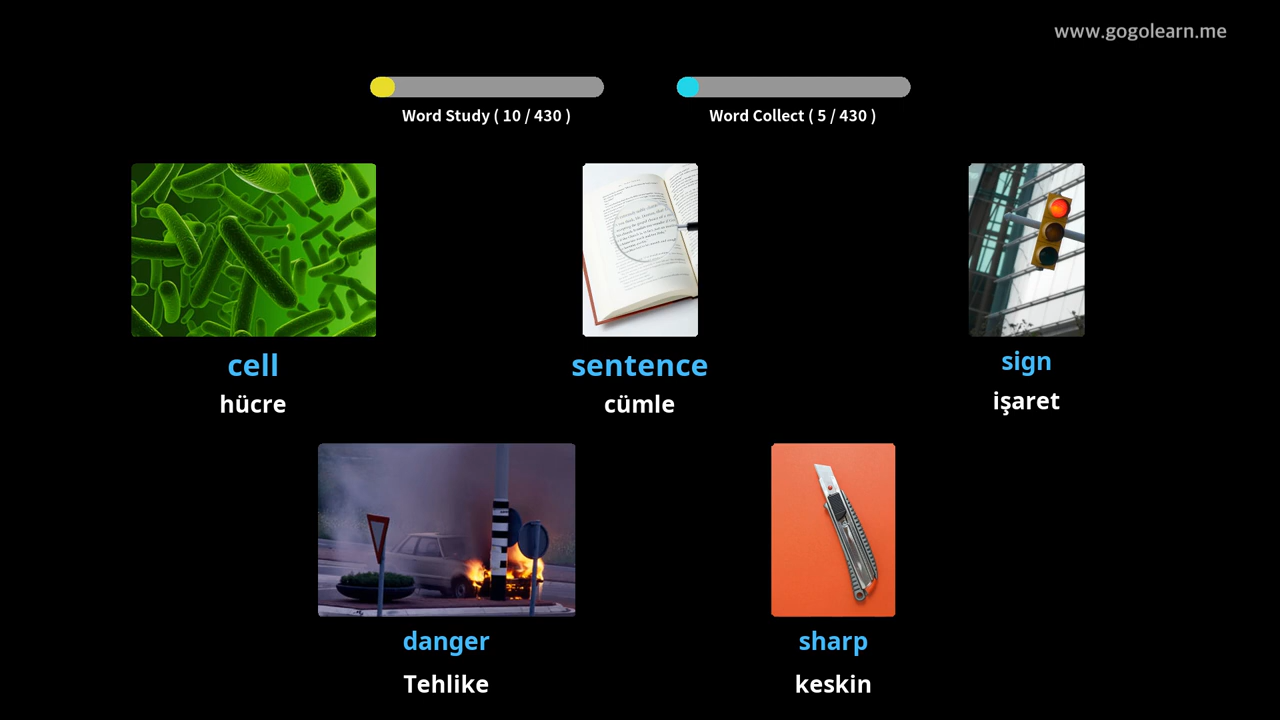 www.gogolearn.me
Word Study ( 10 / 430 )
Word Collect ( 5 / 430 )
cell
hücre
sentence
cümle
sign
işaret
danger
Tehlike
sharp
keskin